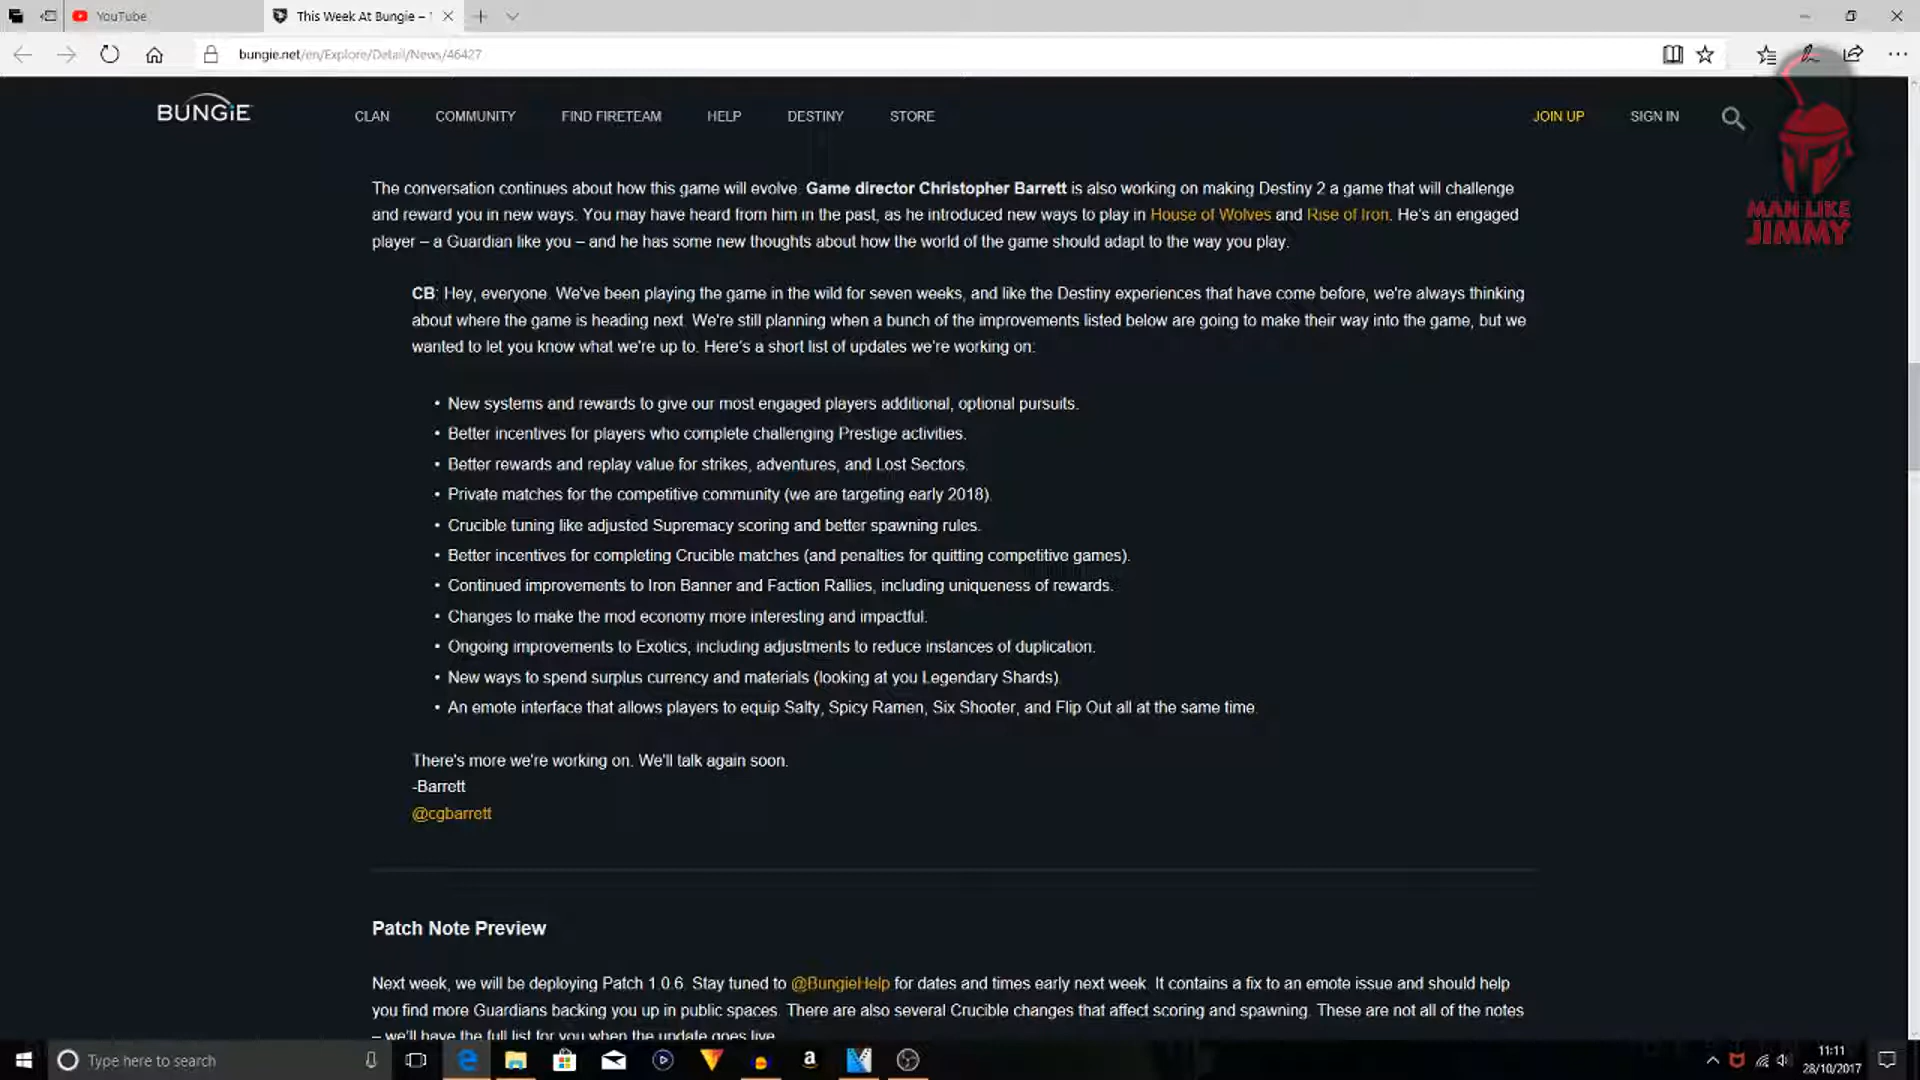 YouTube
This Week At Bungie –
bungie.net/en/Explore/Detail/News/46427
BUNGiE
CLAN
COMMUNITY
FIND FIRETEAM
HELP
DESTINY
STORE
JOIN UP
SIGN IN
MAN LIKE
JIMMY
The conversation continues about how this game will evolve. Game director Christopher Barrett is also working on making Destiny 2 a game that will challenge
and reward you in new ways. You may have heard from him in the past, as he introduced new ways to play in House of Wolves and Rise of Iron. He's an engaged
player – a Guardian like you – and he has some new thoughts about how the world of the game should adapt to the way you play.
CB: Hey, everyone. We've been playing the game in the wild for seven weeks, and like the Destiny experiences that have come before, we're always thinking
about where the game is heading next. We're still planning when a bunch of the improvements listed below are going to make their way into the game, but we
wanted to let you know what we're up to. Here's a short list of updates we're working on:
• New systems and rewards to give our most engaged players additional, optional pursuits.
• Better incentives for players who complete challenging Prestige activities.
• Better rewards and replay value for strikes, adventures, and Lost Sectors.
• Private matches for the competitive community (we are targeting early 2018).
• Crucible tuning like adjusted Supremacy scoring and better spawning rules.
• Better incentives for completing Crucible matches (and penalties for quitting competitive games).
• Continued improvements to Iron Banner and Faction Rallies, including uniqueness of rewards.
• Changes to make the mod economy more interesting and impactful.
• Ongoing improvements to Exotics, including adjustments to reduce instances of duplication.
• New ways to spend surplus currency and materials (looking at you Legendary Shards).
• An emote interface that allows players to equip Salty, Spicy Ramen, Six Shooter, and Flip Out all at the same time.
There's more we're working on. We'll talk again soon.
-Barrett
@cgbarrett
Patch Note Preview
Next week, we will be deploying Patch 1.0.6. Stay tuned to @BungieHelp for dates and times early next week. It contains a fix to an emote issue and should help
you find more Guardians backing you up in public spaces. There are also several Crucible changes that affect scoring and spawning. These are not all of the notes
– we'll have the full list for you when the update goes live.
Type here to search
11:11
28/10/2017